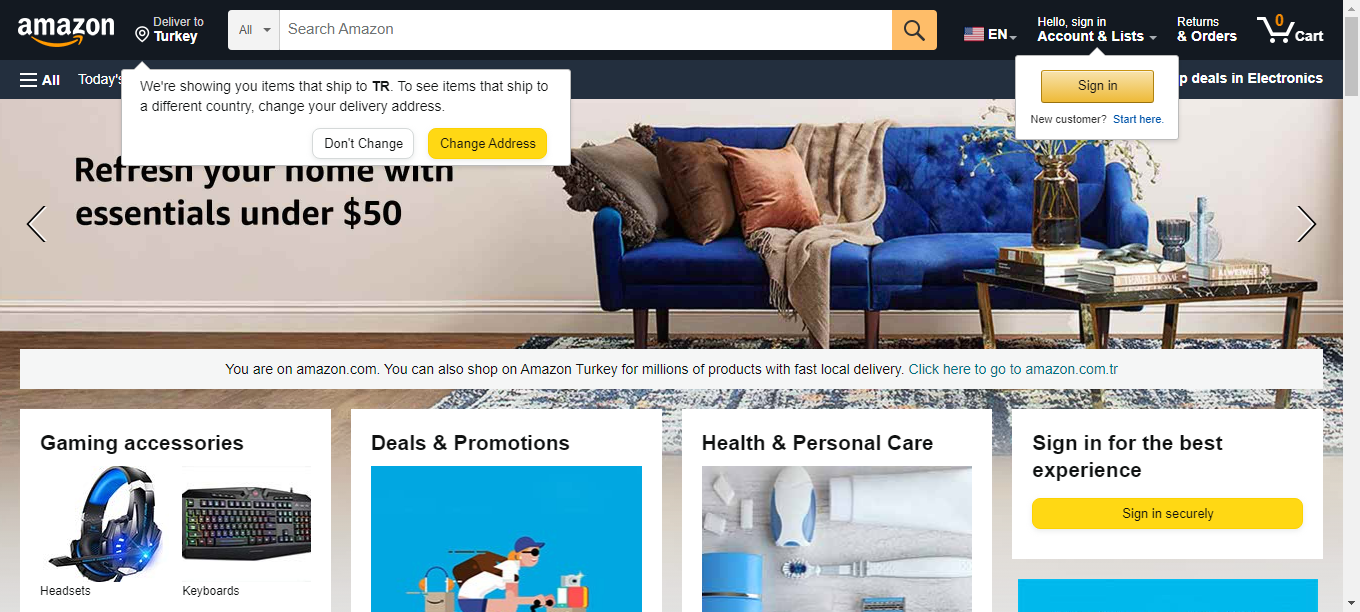 amazon
Deliver to
Turkey
All
Search Amazon
EN
Hello, sign in
Account & Lists
Returns
& Orders
0
Cart
All
Today's
p deals in Electronics
We're showing you items that ship to TR. To see items that ship to
a different country, change your delivery address.
Don't Change
Change Address
Sign in
New customer? Start here.
Refresh your home with
essentials under $50
You are on amazon.com. You can also shop on Amazon Turkey for millions of products with fast local delivery. Click here to go to amazon.com.tr
Gaming accessories
Headsets
Keyboards
Deals & Promotions
Health & Personal Care
Sign in for the best
experience
Sign in securely